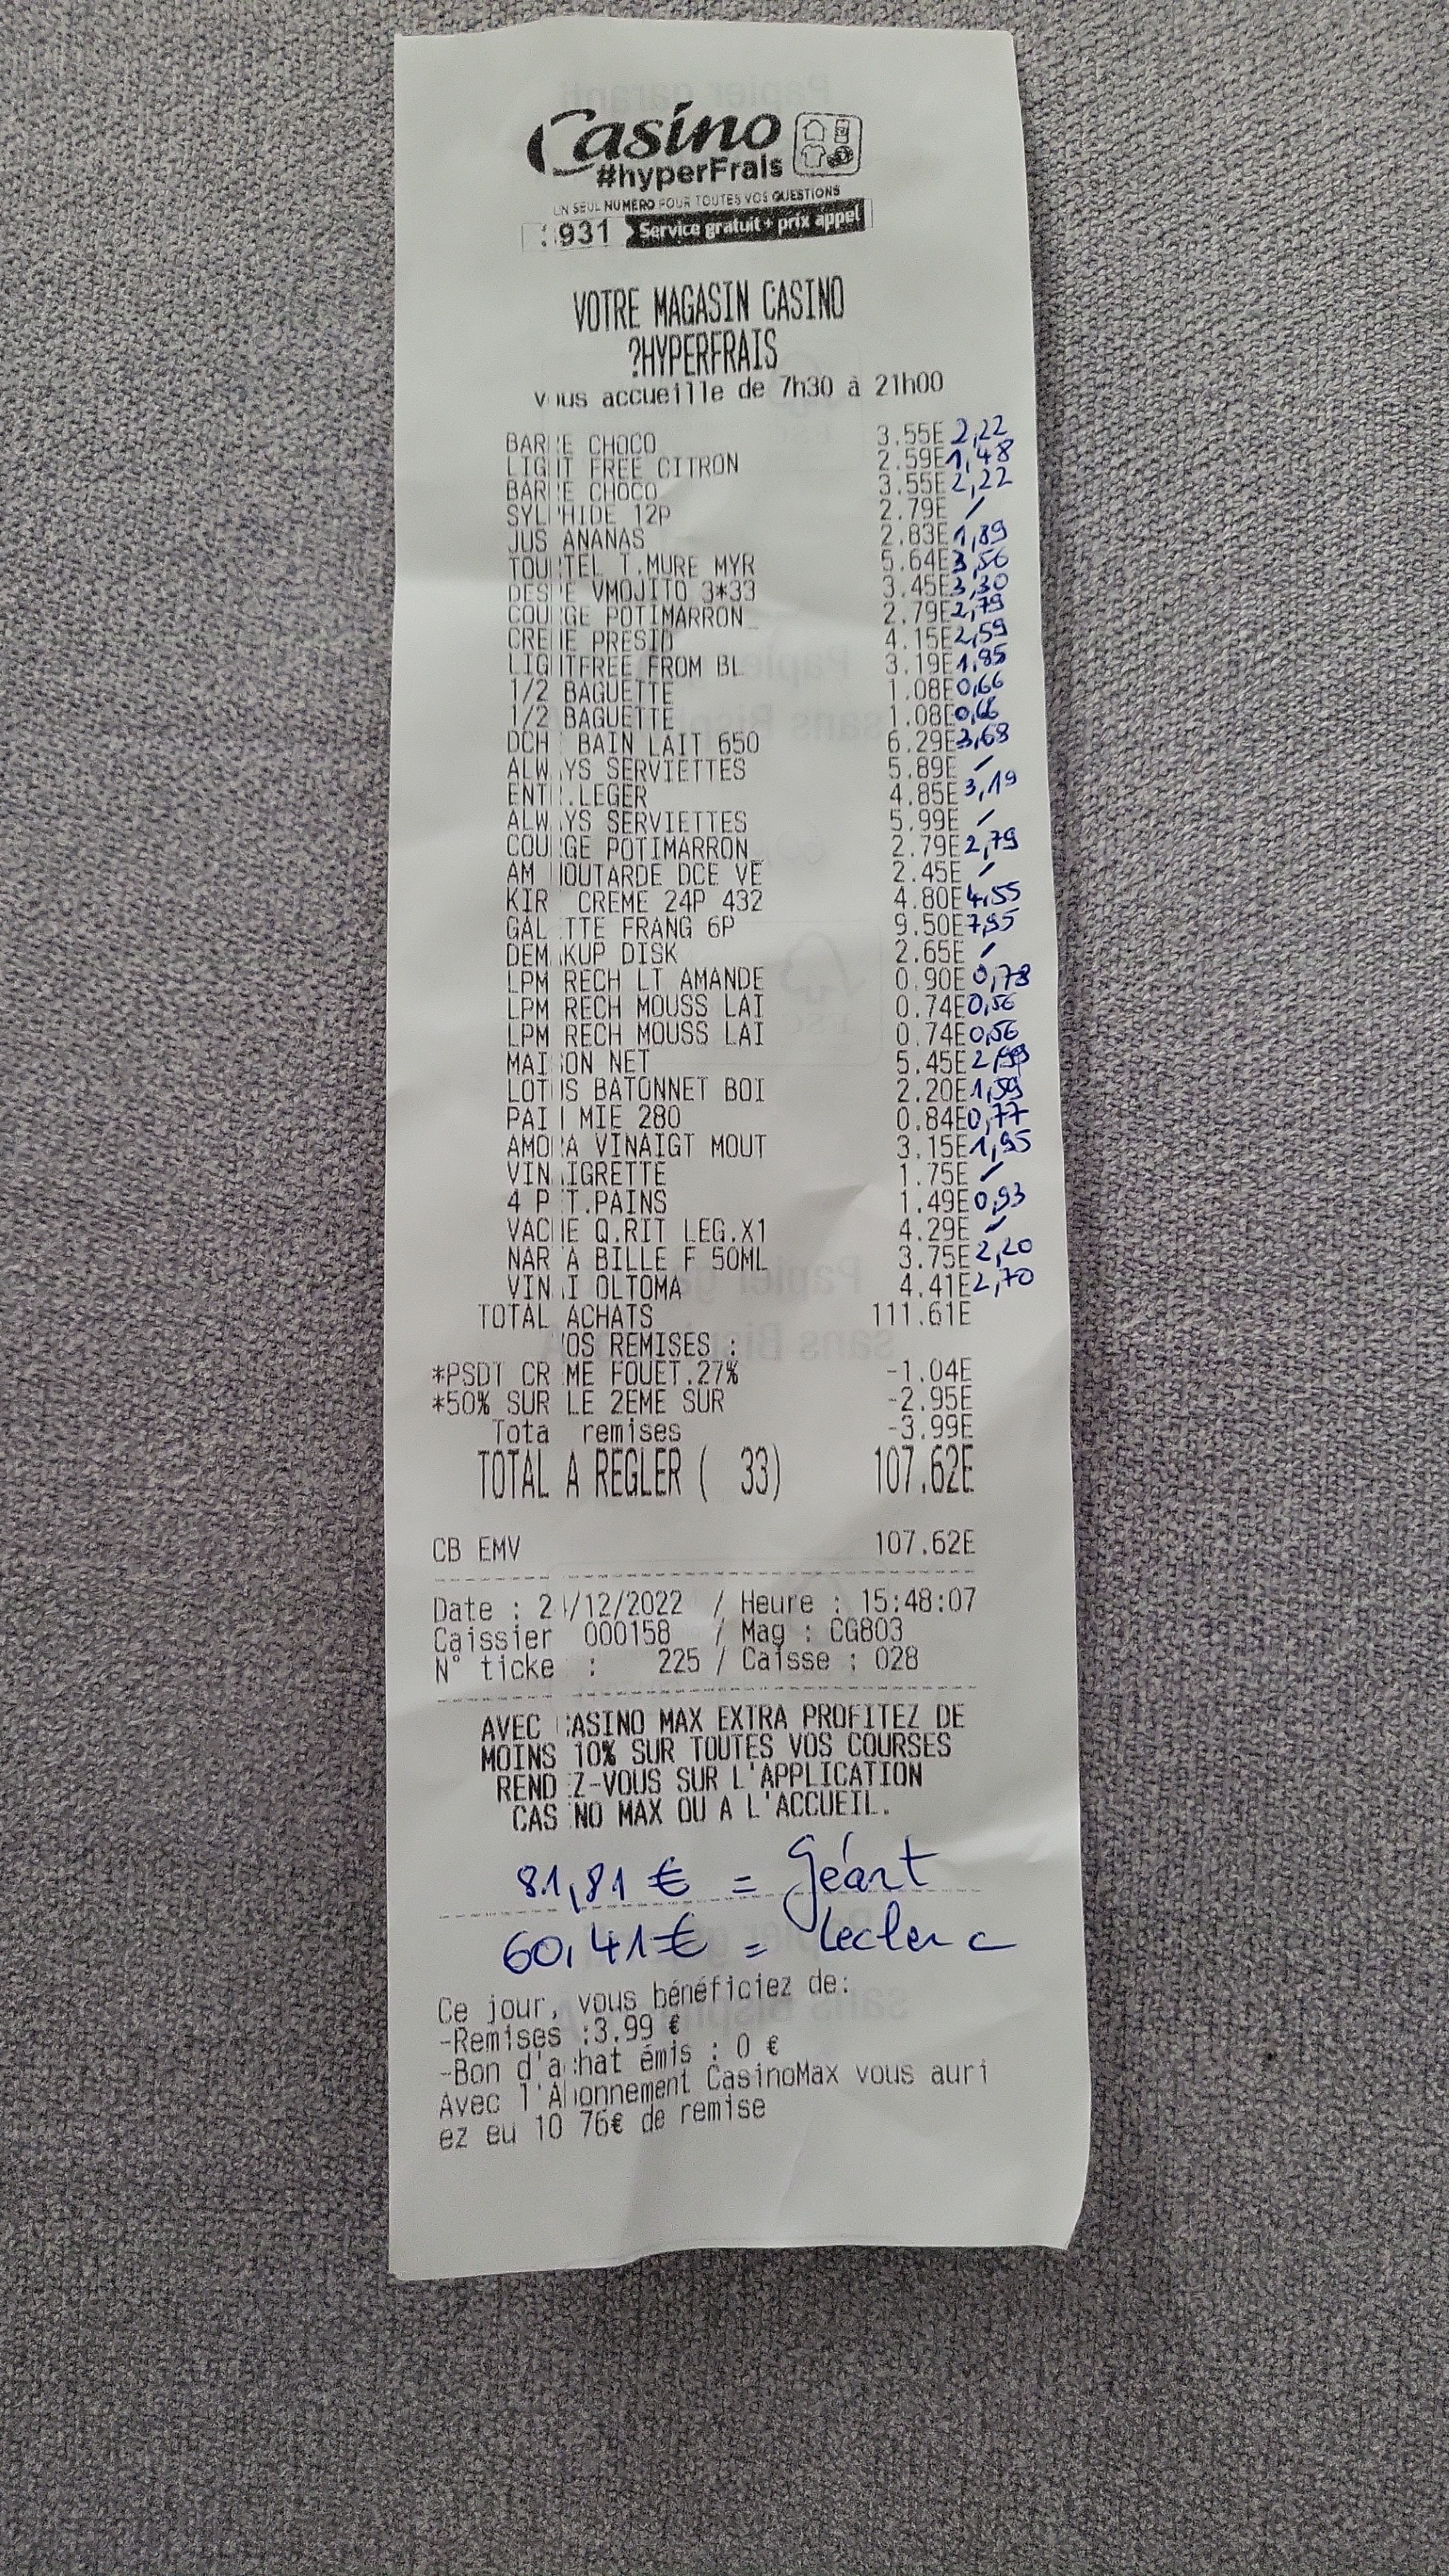 Casino
#hyperFrais
UN SEUL NUMÉRO POUR TOUTES VOS QUESTIONS
931 Service gratuit + prix appel
VOTRE MAGASIN CASINO
?HYPERFRAIS
vous accueille de 7h30 à 21h00
BARRE CHOCO 3.55E 2,22
LIGHT FREE CITRON 2.59E 1,48
BARRE CHOCO 3.55E 2,22
SYLPHIDE 12P 2.79E /
JUS ANANAS 2.83E 1,89
TOURTEL T.MURE MYR 5.64E 3,56
DESPE VMOJITO 3*33 3.45E 3,30
COURGE POTIMARRON_ 2.79E 2,79
CREME PRESID 4.15E 2,59
LIGHTFREE FROM BL 3.19E 1,85
1/2 BAGUETTE 1.08E 0,66
1/2 BAGUETTE 1.08E 0,66
DCHE BAIN LAIT 650 6.29E 3,68
ALWAYS SERVIETTES 5.89E /
ENTR.LEGER 4.85E 3,19
ALWAYS SERVIETTES 5.99E /
COURGE POTIMARRON_ 2.79E 2,79
AM MOUTARDE DCE VE 2.45E /
KIRI CREME 24P 432 4.80E 4,55
GALETTE FRANG 6P 9.50E 7,95
DEMAKUP DISK 2.65E /
LPM RECH LT AMANDE 0.90E 0,78
LPM RECH MOUSS LAI 0.74E 0,56
LPM RECH MOUSS LAI 0.74E 0,56
MAISON NET 5.45E 2,99
LOTUS BATONNET BOI 2.20E 1,59
PAIN MIE 280 0.84E 0,77
AMORA VINAIGT MOUT 3.15E 1,95
VINAIGRETTE 1.75E /
4 PET.PAINS 1.49E 0,93
VACHE Q.RIT LEG.X1 4.29E /
NAR A BILLE F 50ML 3.75E 2,20
VINAI OLTOMA 4.41E 2,70
TOTAL ACHATS 111.61E
VOS REMISES :
*PSDT CREME FOUET.27% -1.04E
*50% SUR LE 2EME SUR -2.95E
Total remises -3.99E
TOTAL A REGLER ( 33) 107.62E
CB EMV 107.62E
Date : 2 /12/2022 / Heure : 15:48:07
Caissier 000158 / Mag : CG803
N° ticket : 225 / Caisse : 028
AVEC CASINO MAX EXTRA PROFITEZ DE
MOINS 10% SUR TOUTES VOS COURSES
RENDEZ-VOUS SUR L'APPLICATION
CASINO MAX OU A L'ACCUEIL.
81,81 € = Géant
60,41 € = Leclerc
Ce jour, vous bénéficiez de:
-Remises :3.99 €
-Bon d'achat émis : 0 €
Avec l'Abonnement CasinoMax vous auri
ez eu 10.76€ de remise